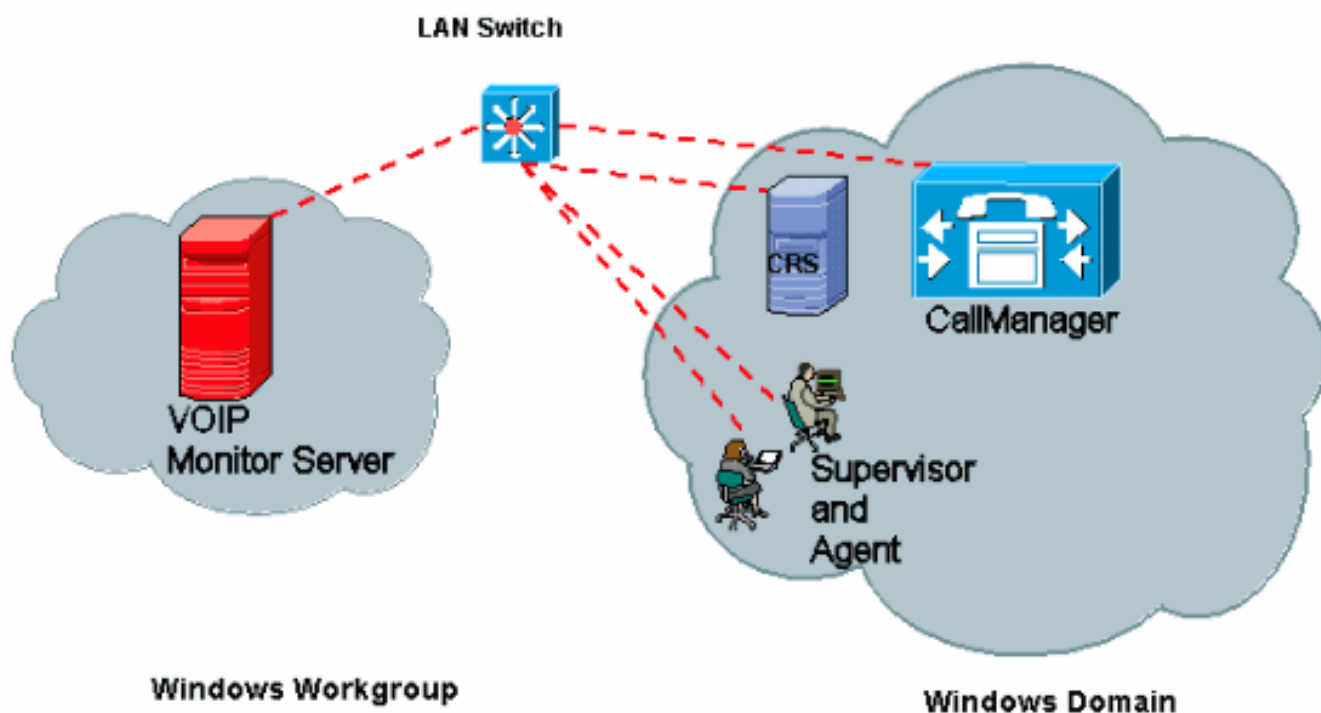 LAN Switch
CRS
CallManager
VOIP
Monitor Server
Supervisor
and
Agent
Windows Workgroup
Windows Domain